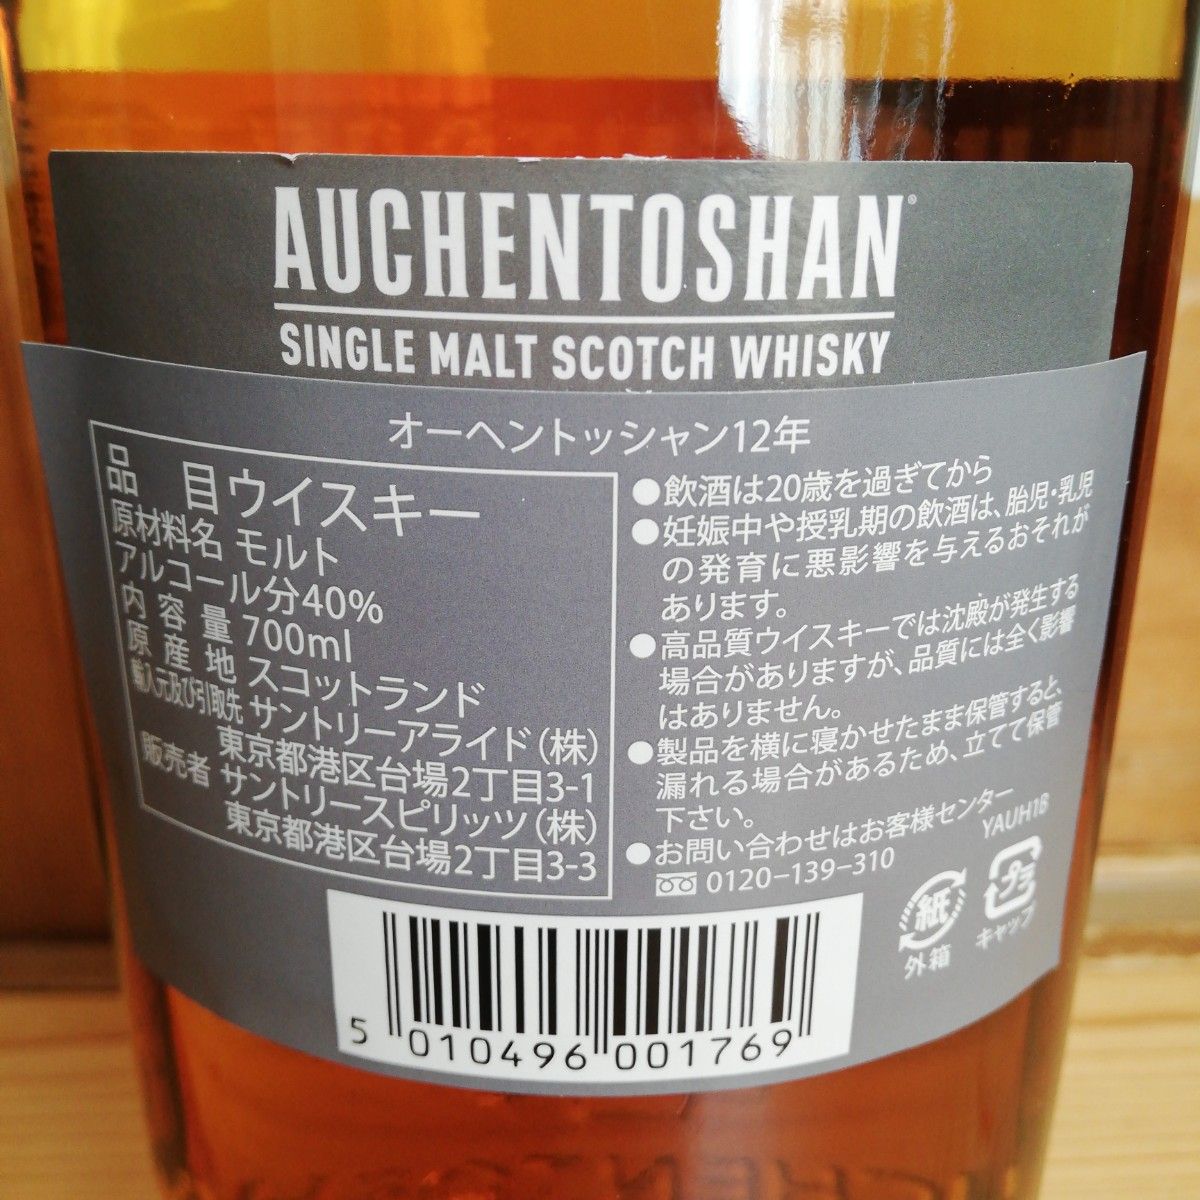 AUCHENTOSHAN®
SINGLE MALT SCOTCH WHISKY
オーヘントッシャン12年
品 目 ウイスキー
原材料名 モルト
アルコール分40%
内容量 700ml
原産地 スコットランド
輸入元及び引取先 サントリーアライド(株)
東京都港区台場2丁目3-1
販売者 サントリースピリッツ(株)
東京都港区台場2丁目3-3
●飲酒は20歳を過ぎてから
●妊娠中や授乳期の飲酒は、胎児・乳児
の発育に悪影響を与えるおそれが
あります。
●高品質ウイスキーでは沈殿が発生する
場合がありますが、品質には全く影響
はありません。
●製品を横に寝かせたまま保管すると、
漏れる場合があるため、立てて保管
下さい。
●お問い合わせはお客様センター
0120-139-310
YAUH1B
紙
外箱
プラ
キャップ
5 010496 001769